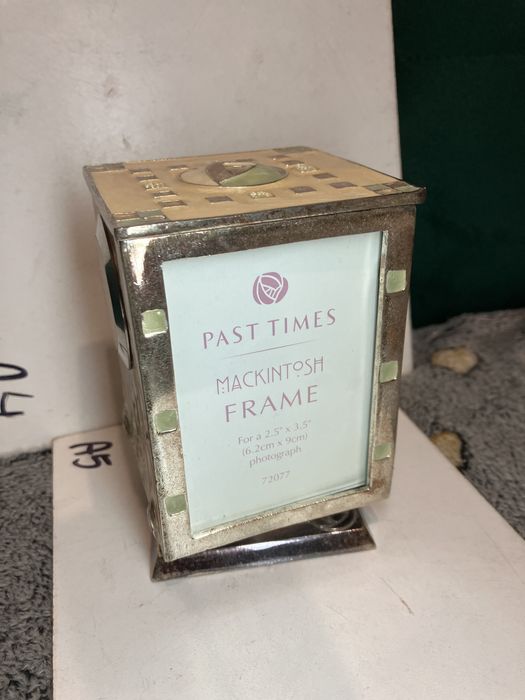 PAST TIMES
MACKINTOSH
FRAME
For a 2.5" x 3.5"
(6.2cm x 9cm)
photograph
72077
A5